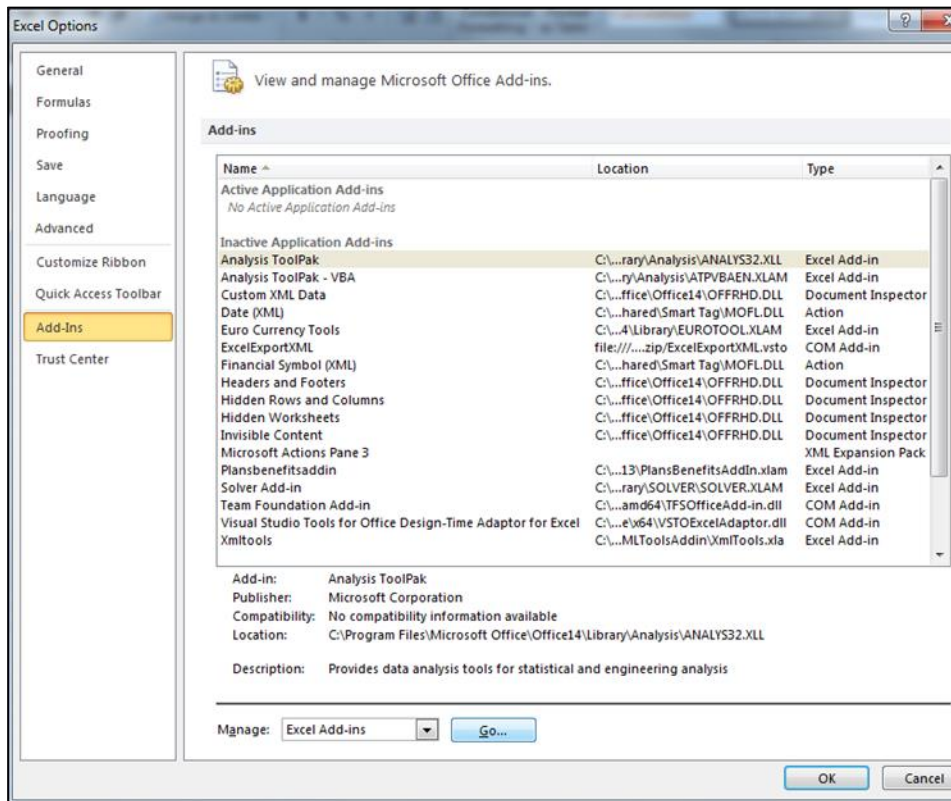 Excel Options
General
Formulas
Proofing
Save
Language
Advanced
Customize Ribbon
Quick Access Toolbar
Add-Ins
Trust Center
View and manage Microsoft Office Add-ins.
Add-ins
Name Location Type
Active Application Add-ins
No Active Application Add-ins
Inactive Application Add-ins
Analysis ToolPak C:\...rary\Analysis\ANALYS32.XLL Excel Add-in
Analysis ToolPak - VBA C:\...ry\Analysis\ATPVBAEN.XLAM Excel Add-in
Custom XML Data C:\...ffice\Office14\OFFRHD.DLL Document Inspector
Date (XML) C:\...hared\Smart Tag\MOFL.DLL Action
Euro Currency Tools C:\...4\Library\EUROTOOL.XLAM Excel Add-in
ExcelExportXML file:///....zip/ExcelExportXML.vsto COM Add-in
Financial Symbol (XML) C:\...hared\Smart Tag\MOFL.DLL Action
Headers and Footers C:\...ffice\Office14\OFFRHD.DLL Document Inspector
Hidden Rows and Columns C:\...ffice\Office14\OFFRHD.DLL Document Inspector
Hidden Worksheets C:\...ffice\Office14\OFFRHD.DLL Document Inspector
Invisible Content C:\...ffice\Office14\OFFRHD.DLL Document Inspector
Microsoft Actions Pane 3 XML Expansion Pack
Plansbenefitsaddin C:\...13\PlansBenefitsAddIn.xlam Excel Add-in
Solver Add-in C:\...rary\SOLVER\SOLVER.XLAM Excel Add-in
Team Foundation Add-in C:\...amd64\TFSOfficeAdd-in.dll COM Add-in
Visual Studio Tools for Office Design-Time Adaptor for Excel C:\...e\x64\VSTOExcelAdaptor.dll COM Add-in
Xmltools C:\...MLToolsAddin\XmlTools.xla Excel Add-in
Add-in: Analysis ToolPak
Publisher: Microsoft Corporation
Compatibility: No compatibility information available
Location: C:\Program Files\Microsoft Office\Office14\Library\Analysis\ANALYS32.XLL
Description: Provides data analysis tools for statistical and engineering analysis
Manage: Excel Add-ins Go...
OK Cancel